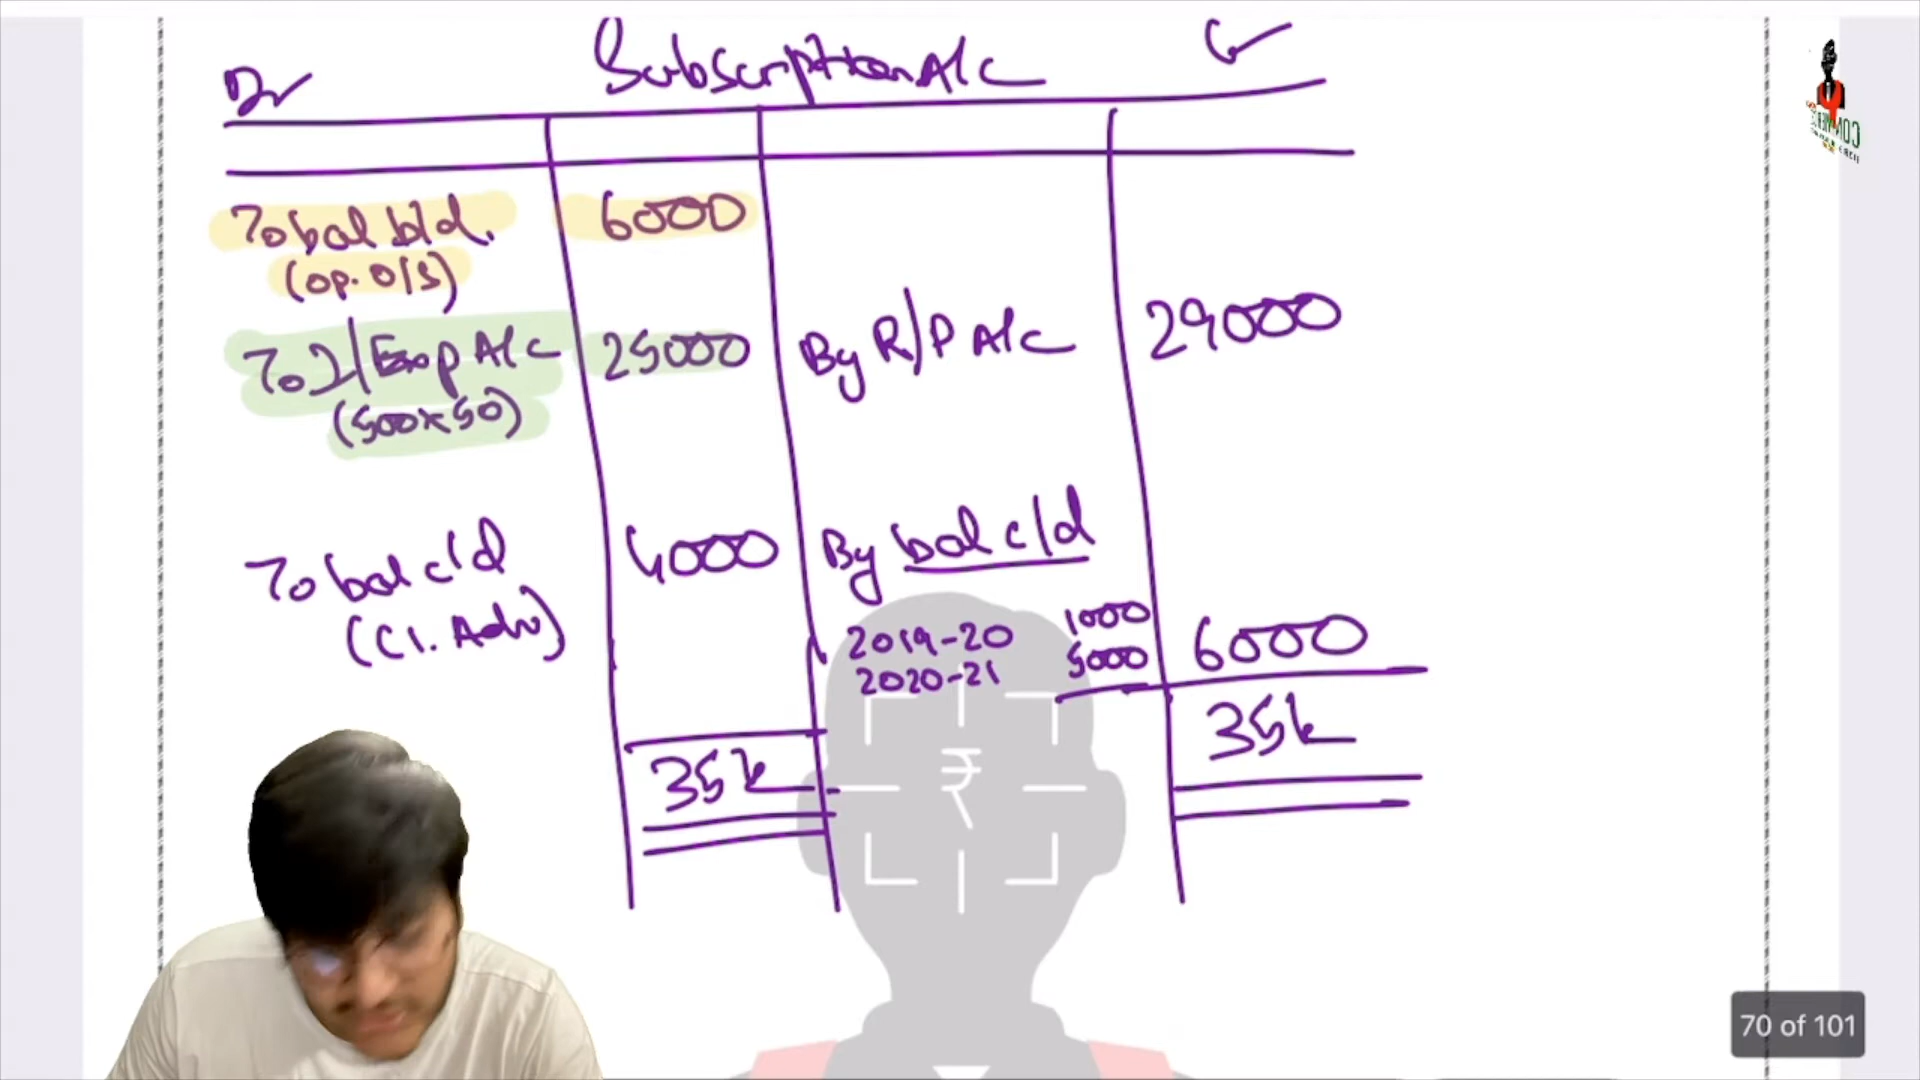 Dr Subscription A/c Cr
To bal b/d. 6000
(op. O/S)
To I/Exp A/c 25000 By R/P A/c 29000
(500x50)
To bal c/d 4000 By bal c/d
(Cl. Adv)
2019-20 1000
2020-21 5000 6000
35k 35k
₹
70 of 101